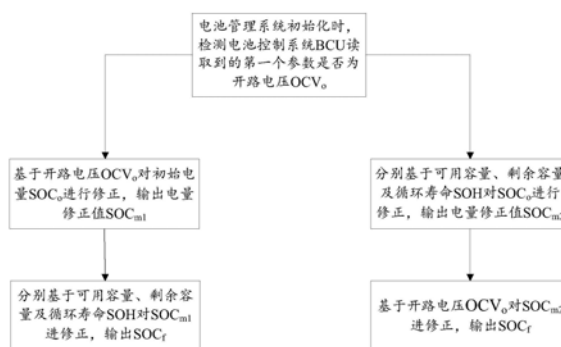 电池管理系统初始化时，
检测电池控制系统BCU读
取到的第一个参数是否为
开路电压OCVo
基于开路电压OCVo对初始电
量SOCo进行修正，输出电量
修正值SOCm1
分别基于可用容量、剩余容量
及循环寿命SOH对SOCo进行
修正，输出电量修正值SOCm2
分别基于可用容量、剩余容
量及循环寿命SOH对SOCm1
进修正，输出SOCf
基于开路电压OCVo对SOCm2
进修正，输出SOCf